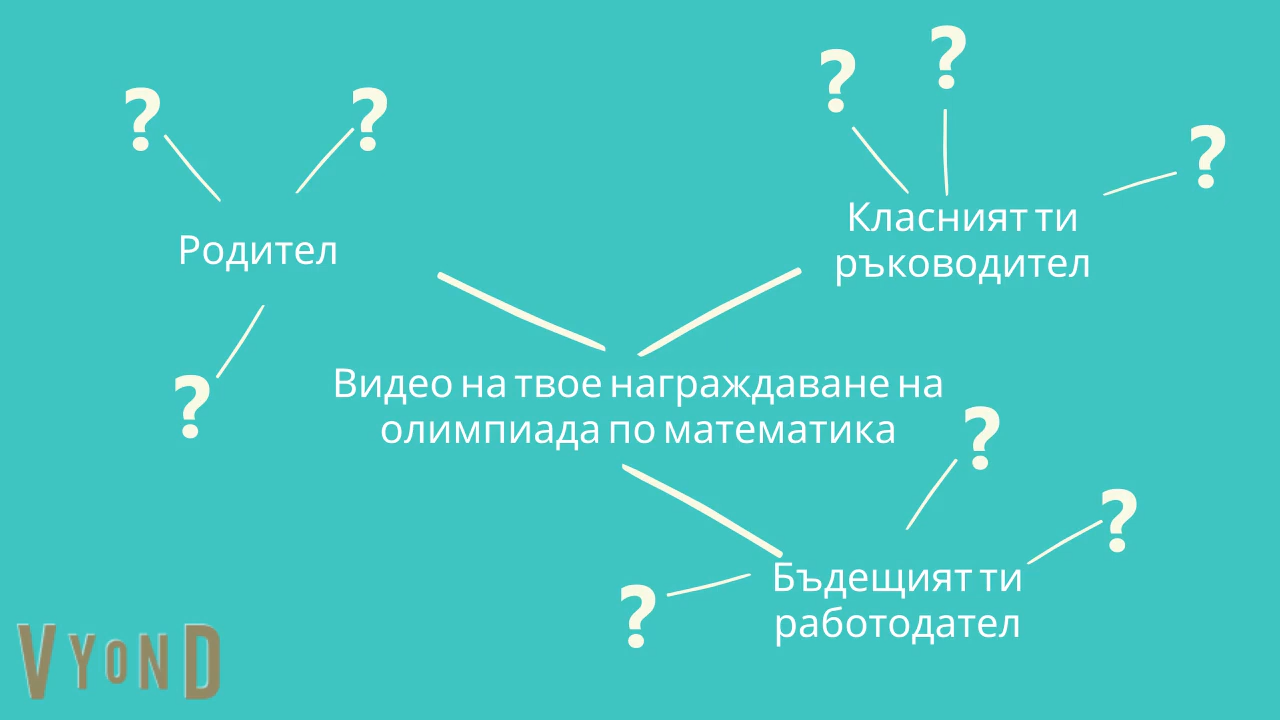 ?
?
?
?
?
Родител
Класният ти
ръководител
?
Видео на твое награждаване на
олимпиада по математика
?
?
?
Бъдещият ти
работодател
VYOND